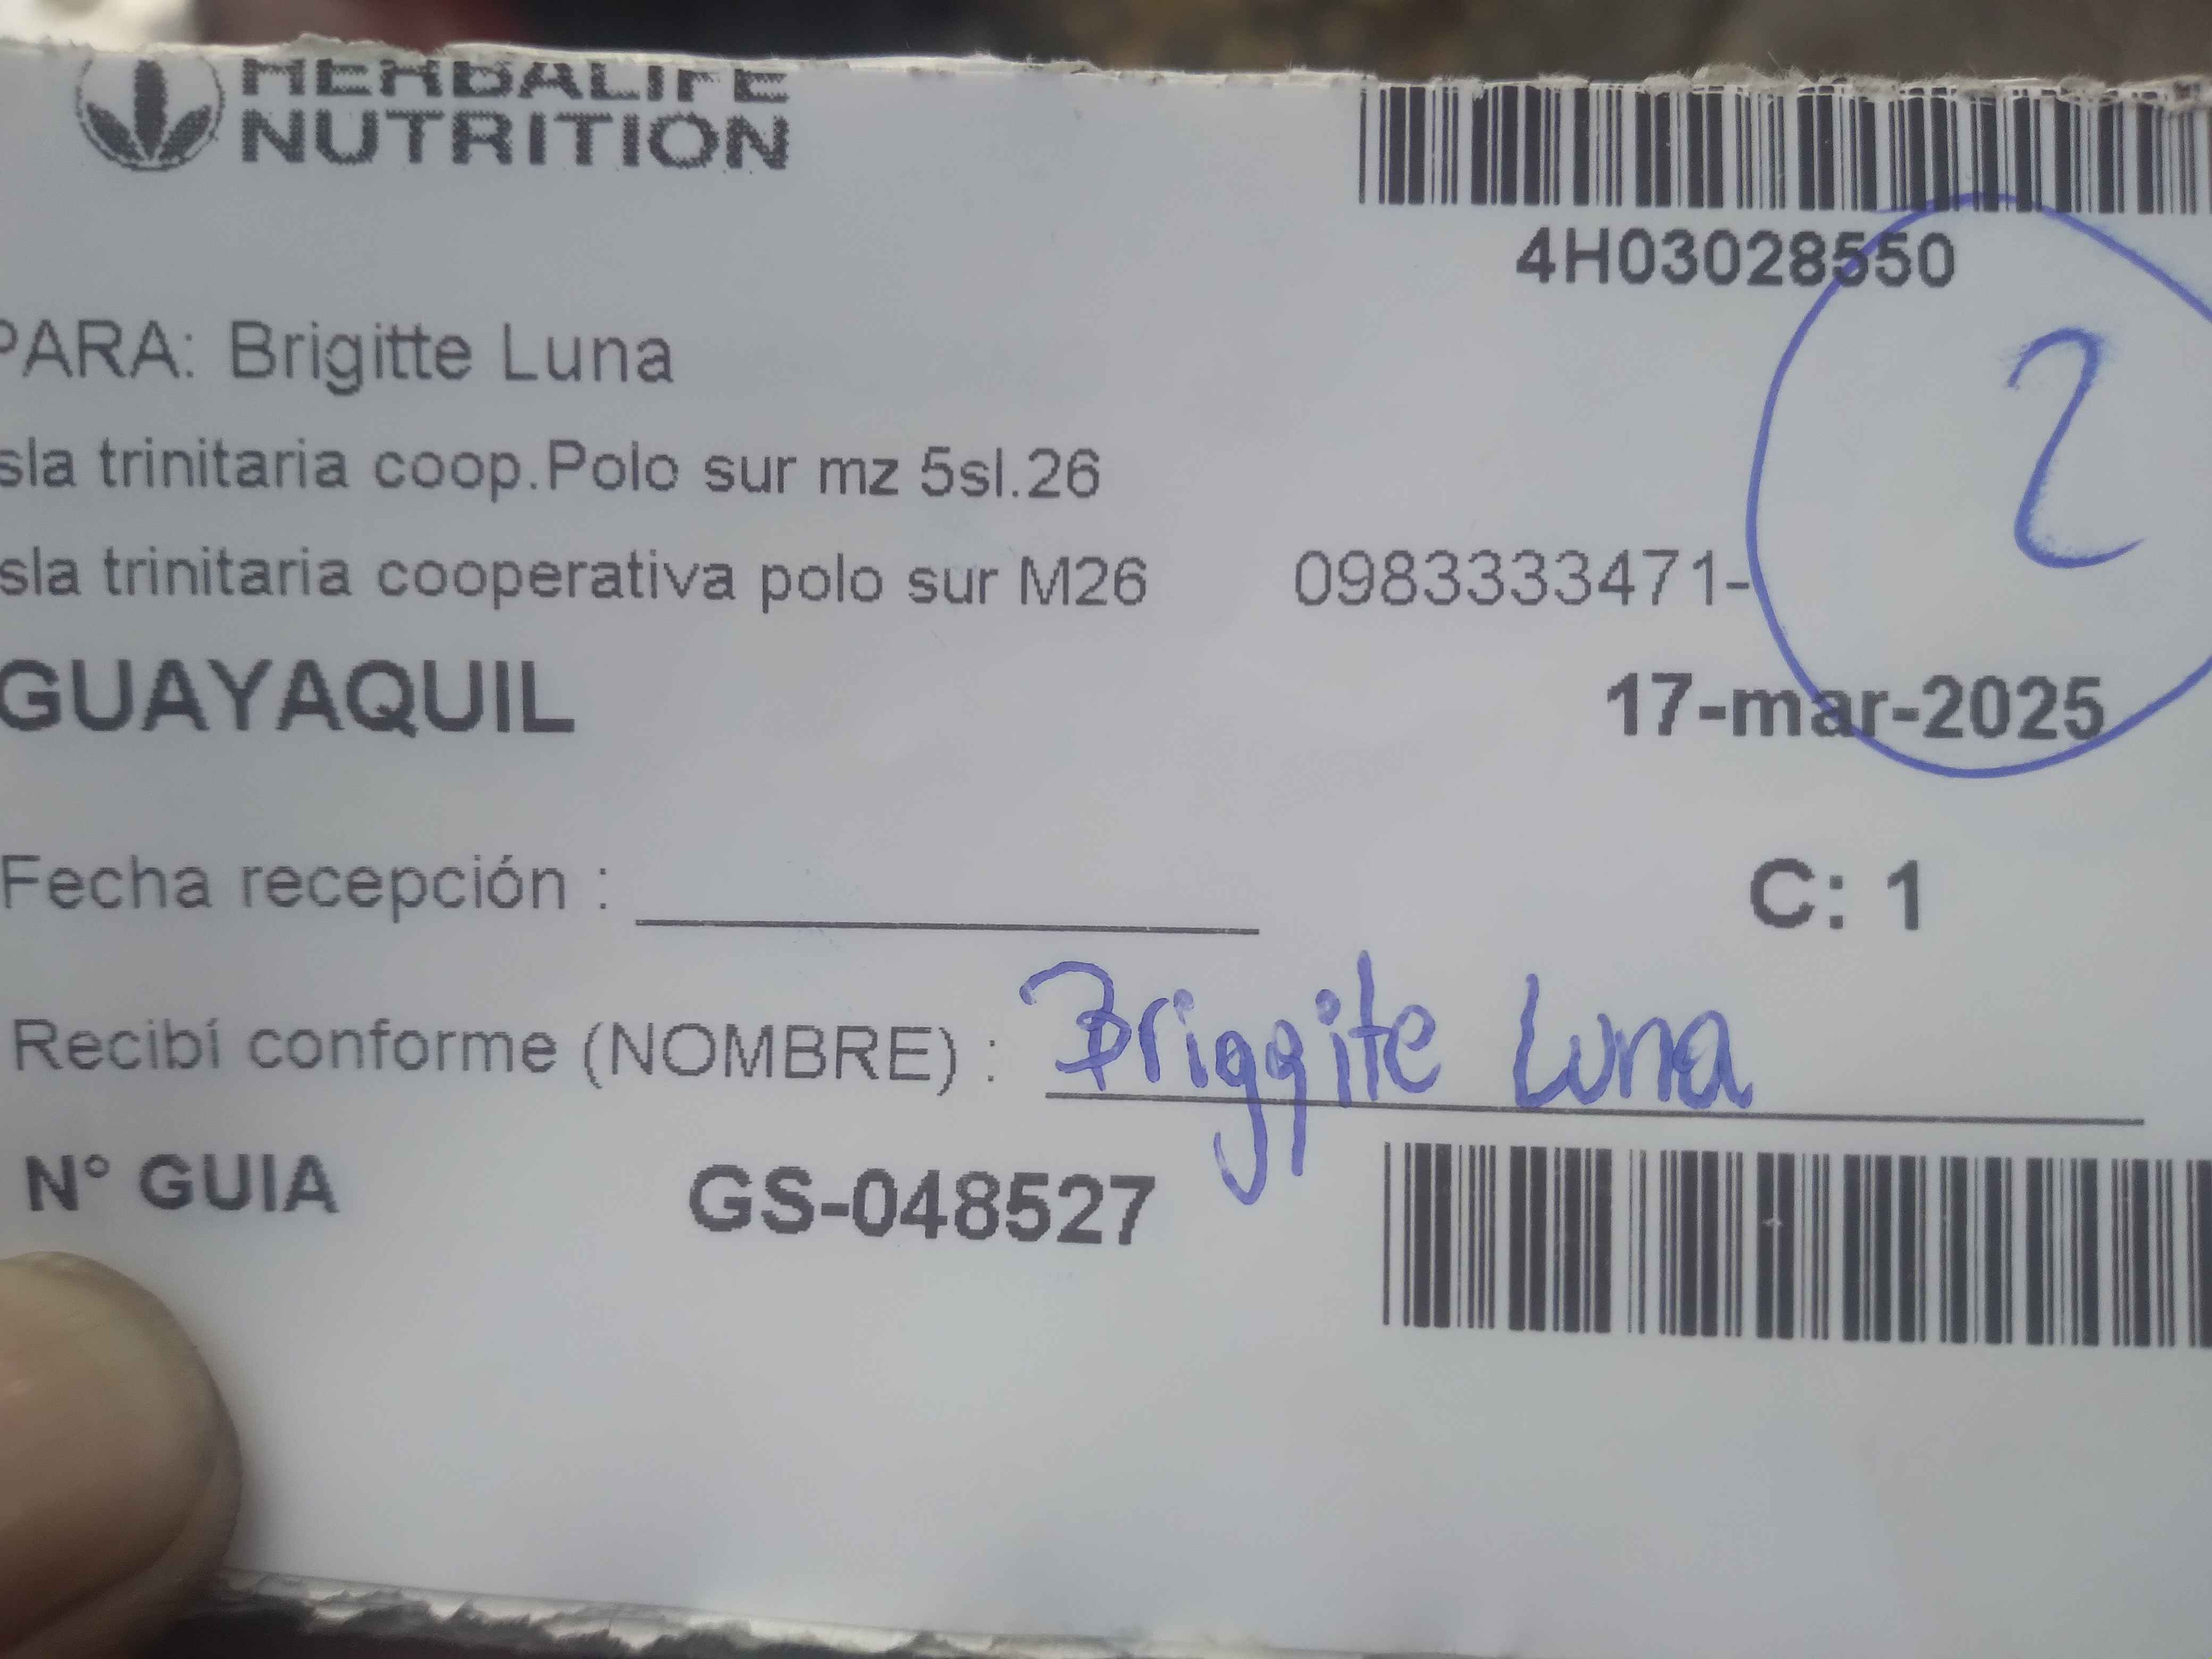 HERBALIFE
NUTRITION
4H03028550
2
PARA: Brigitte Luna
sla trinitaria coop.Polo sur mz 5sl.26
sla trinitaria cooperativa polo sur M26 0983333471-
GUAYAQUIL 17-mar-2025
Fecha recepción : C: 1
Recibí conforme (NOMBRE) : Briggite Luna
N° GUIA GS-048527